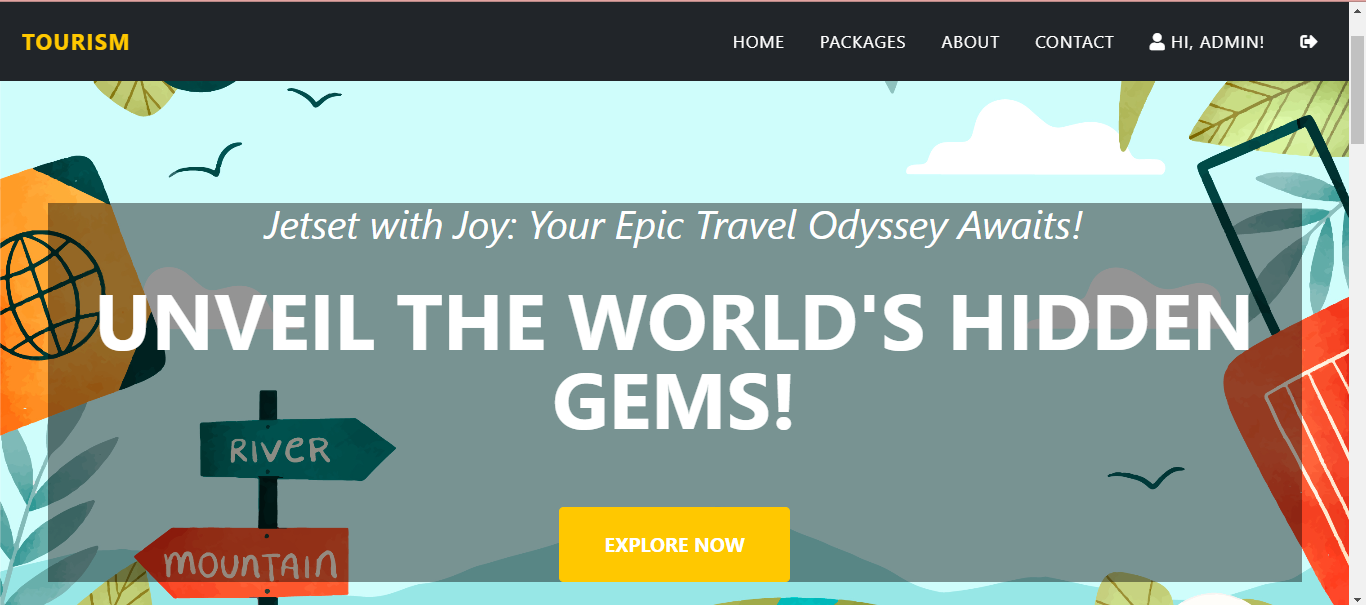 TOURISM
HOME PACKAGES ABOUT CONTACT HI, ADMIN!
Jetset with Joy: Your Epic Travel Odyssey Awaits!
UNVEIL THE WORLD'S HIDDEN
GEMS!
RIVER
EXPLORE NOW
MOUNTAIN